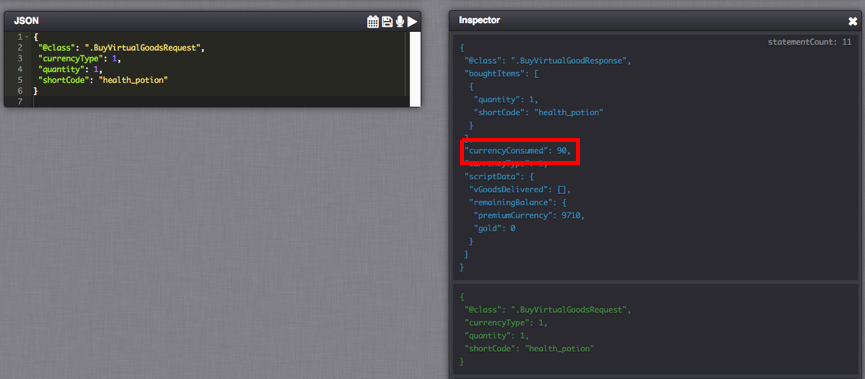 JSON
1 {
2 "@class": ".BuyVirtualGoodsRequest",
3 "currencyType": 1,
4 "quantity": 1,
5 "shortCode": "health_potion"
6 }
7
Inspector
statementCount: 11
{
"@class": ".BuyVirtualGoodResponse",
"boughtItems": [
{
"quantity": 1,
"shortCode": "health_potion"
}
],
"currencyConsumed": 90,
"currencyType": 1,
"scriptData": {
"vGoodsDelivered": [],
"remainingBalance": {
"premiumCurrency": 9710,
"gold": 0
}
}
}
{
"@class": ".BuyVirtualGoodsRequest",
"currencyType": 1,
"quantity": 1,
"shortCode": "health_potion"
}